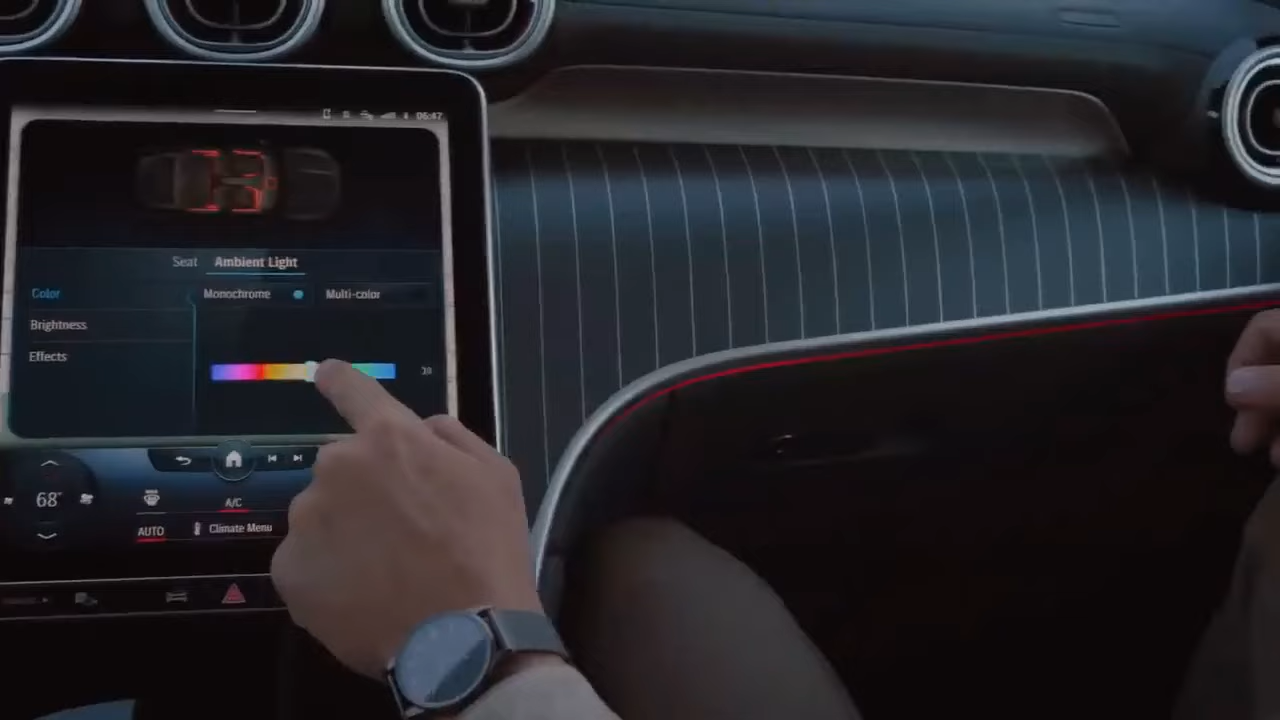 06:47
Seat Ambient Light
Color Monochrome Multi-color
Brightness
Effects
68°
A/C
AUTO Climate Menu